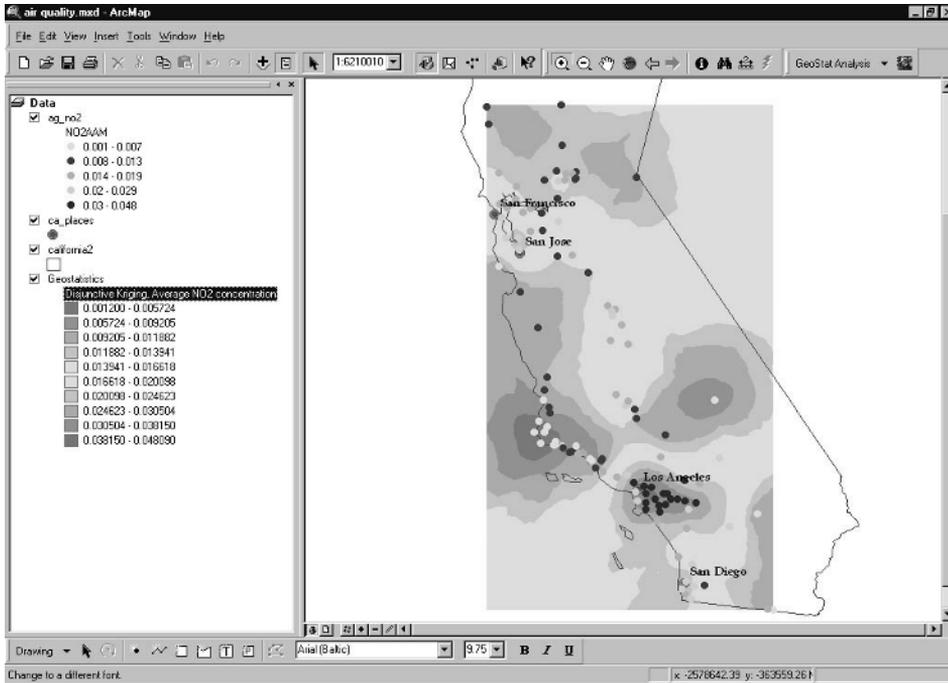 air quality.mxd - ArcMap
File Edit View Insert Tools Window Help
1:6210010
GeoStat Analysis
Data
ag_no2
NO2AAM
0.001 - 0.007
0.008 - 0.013
0.014 - 0.019
0.02 - 0.029
0.03 - 0.048
ca_places
california2
Geostatistics
Disjunctive Kriging, Average NO2 concentration
0.001200 - 0.005724
0.005724 - 0.009205
0.009205 - 0.011882
0.011882 - 0.013941
0.013941 - 0.016618
0.016618 - 0.020098
0.020098 - 0.024623
0.024623 - 0.030504
0.030504 - 0.038150
0.038150 - 0.048090
San Francisco
San Jose
Los Angeles
San Diego
Drawing
Arial (Baltic)
9.75
B I U
Change to a different font.
x: -2578642.39 y: -363559.26